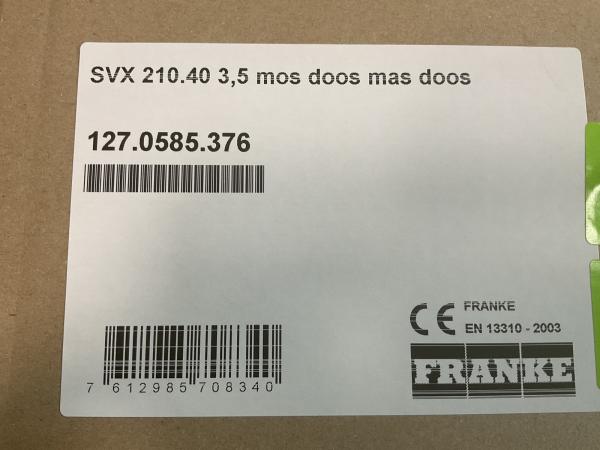 SVX 210.40 3,5 mos doos mas doos
127.0585.376
FRANKE
EN 13310 - 2003
7 612985 708340
FRANKE